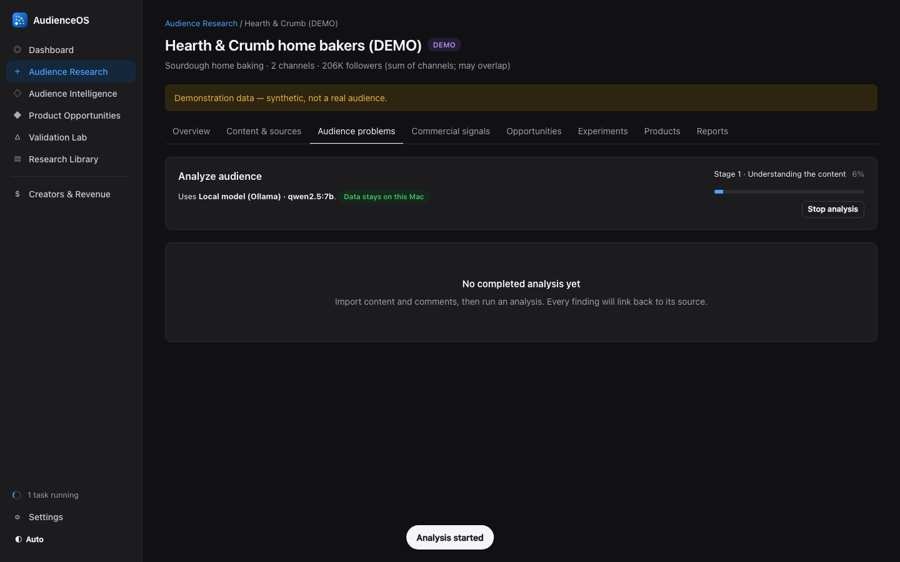 AudienceOS
Dashboard
Audience Research
Audience Intelligence
Product Opportunities
Validation Lab
Research Library
$ Creators & Revenue
1 task running
Settings
Auto
Audience Research / Hearth & Crumb (DEMO)
Hearth & Crumb home bakers (DEMO) DEMO
Sourdough home baking · 2 channels · 206K followers (sum of channels; may overlap)
Demonstration data — synthetic, not a real audience.
Overview Content & sources Audience problems Commercial signals Opportunities Experiments Products Reports
Analyze audience
Uses Local model (Ollama) · qwen2.5:7b. Data stays on this Mac
Stage 1 · Understanding the content 6%
Stop analysis
No completed analysis yet
Import content and comments, then run an analysis. Every finding will link back to its source.
Analysis started